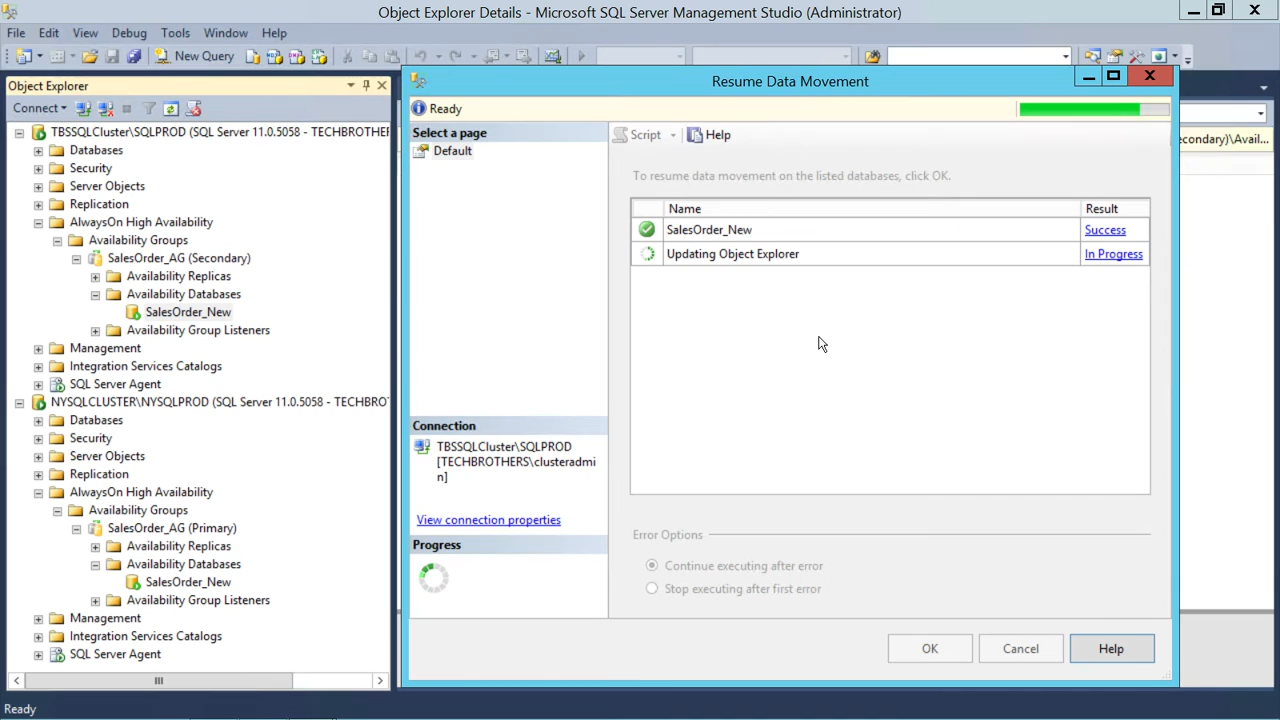 Object Explorer Details - Microsoft SQL Server Management Studio (Administrator)
File Edit View Debug Tools Window Help
New Query
Object Explorer
Connect
TBSSQLCluster\SQLPROD (SQL Server 11.0.5058 - TECHBROTHER
Databases
Security
Server Objects
Replication
AlwaysOn High Availability
Availability Groups
SalesOrder_AG (Secondary)
Availability Replicas
Availability Databases
SalesOrder_New
Availability Group Listeners
Management
Integration Services Catalogs
SQL Server Agent
NYSQLCLUSTER\NYSQLPROD (SQL Server 11.0.5058 - TECHBRO
Databases
Security
Server Objects
Replication
AlwaysOn High Availability
Availability Groups
SalesOrder_AG (Primary)
Availability Replicas
Availability Databases
SalesOrder_New
Availability Group Listeners
Management
Integration Services Catalogs
SQL Server Agent
econdary)\Avail...
Resume Data Movement
Ready
Select a page
Default
Script Help
To resume data movement on the listed databases, click OK.
Name Result
SalesOrder_New Success
Updating Object Explorer In Progress
Connection
TBSSQLCluster\SQLPROD
[TECHBROTHERS\clusteradmi
n]
View connection properties
Progress
Error Options
Continue executing after error
Stop executing after first error
OK Cancel Help
Ready